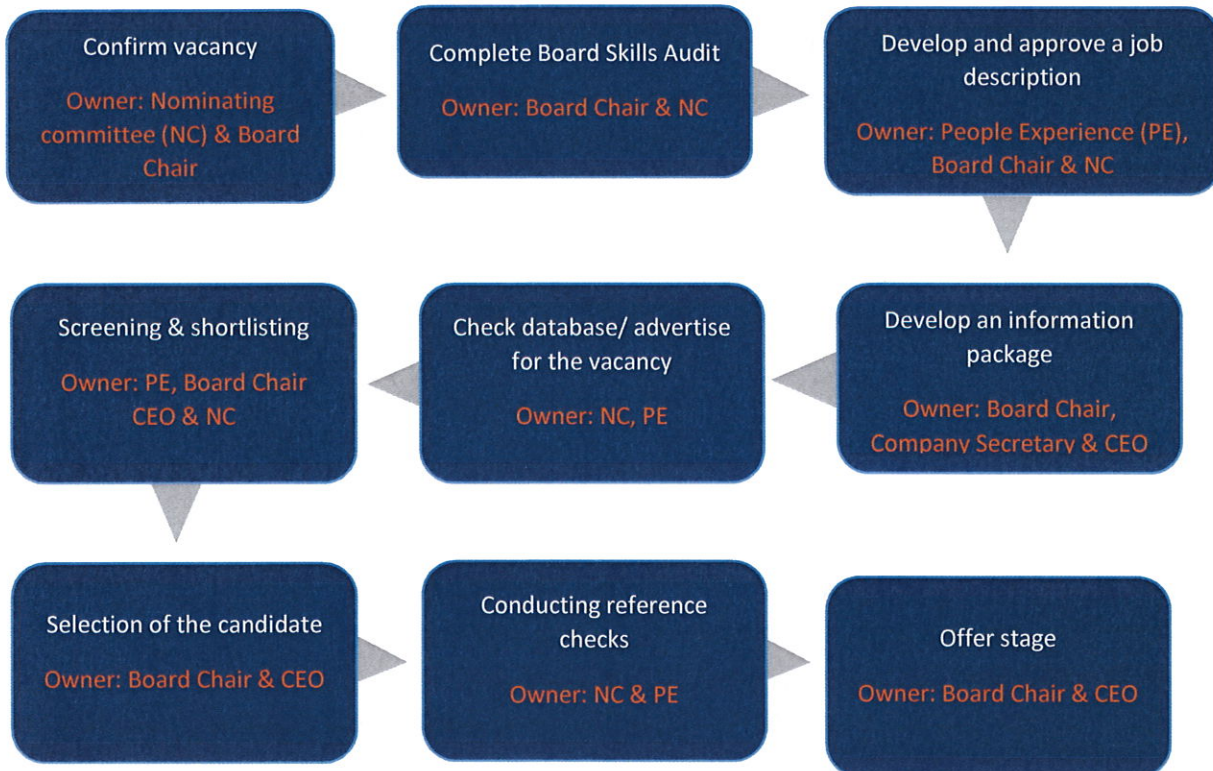 Confirm vacancy
Owner: Nominating
committee (NC) & Board
Chair
Complete Board Skills Audit
Owner: Board Chair & NC
Develop and approve a job
description
Owner: People Experience (PE),
Board Chair & NC
Develop an information
package
Owner: Board Chair,
Company Secretary & CEO
Check database/ advertise
for the vacancy
Owner: NC, PE
Screening & shortlisting
Owner: PE, Board Chair
CEO & NC
Selection of the candidate
Owner: Board Chair & CEO
Conducting reference
checks
Owner: NC & PE
Offer stage
Owner: Board Chair & CEO